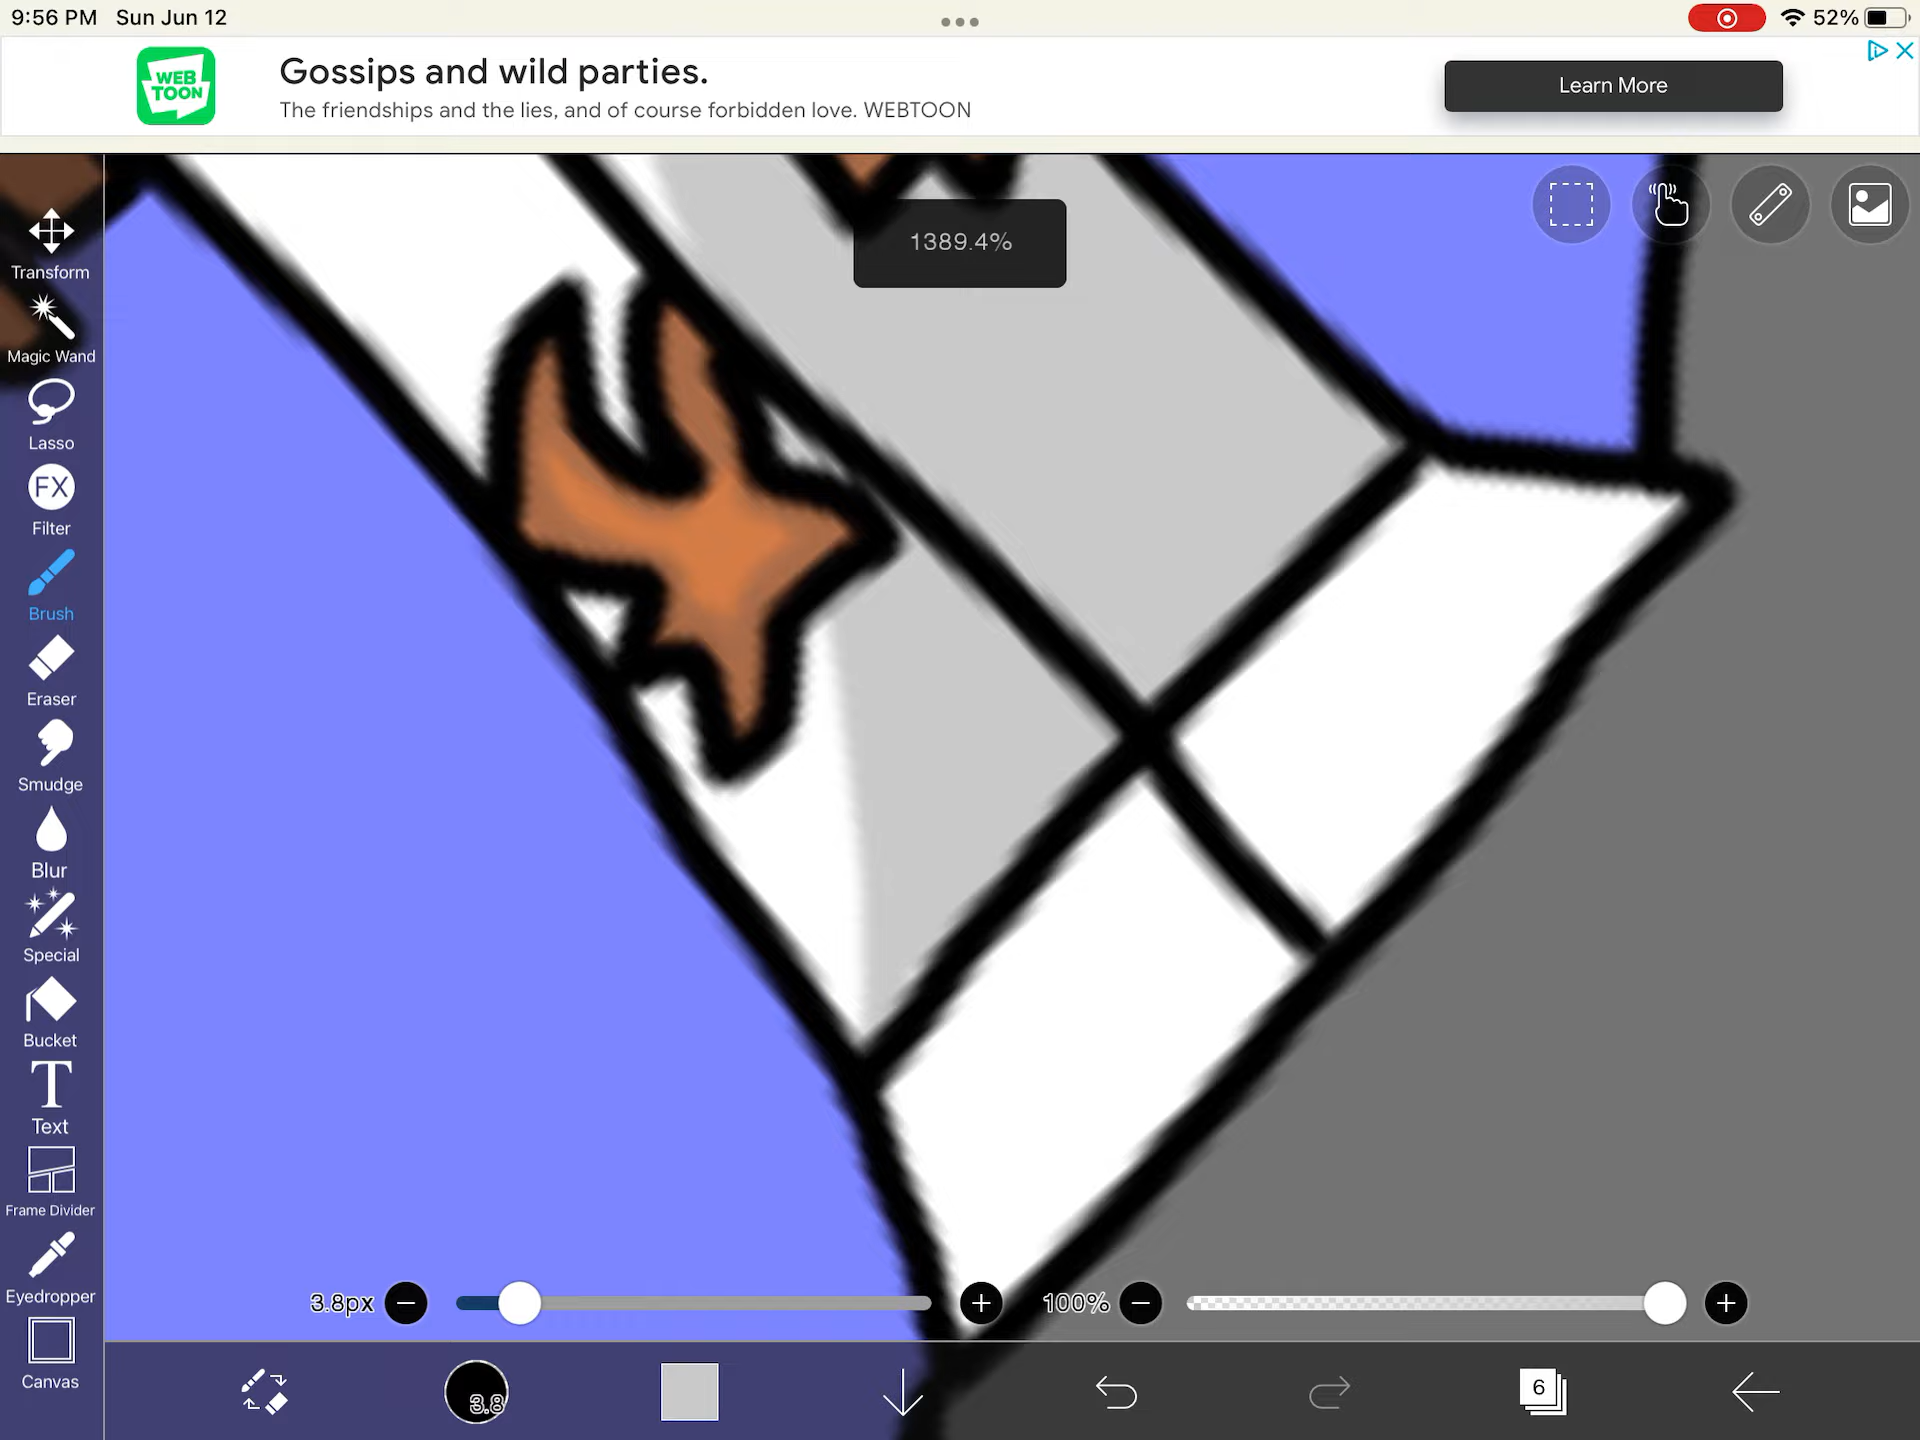 9:56 PM Sun Jun 12
52%
WEB
TOON
Gossips and wild parties.
The friendships and the lies, and of course forbidden love. WEBTOON
Learn More
1389.4%
Transform
Magic Wand
Lasso
FX
Filter
Brush
Eraser
Smudge
Blur
Special
Bucket
T
Text
Frame Divider
Eyedropper
Canvas
3.8px
100%
3.8
6